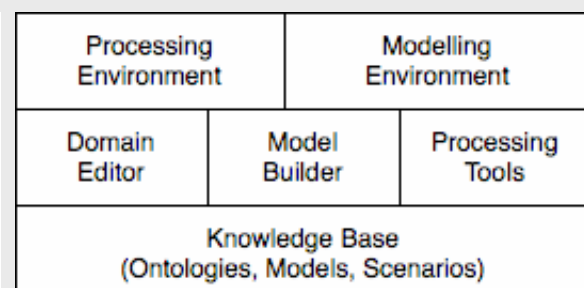 Processing
Environment
Modelling
Environment
Domain
Editor
Model
Builder
Processing
Tools
Knowledge Base
(Ontologies, Models, Scenarios)